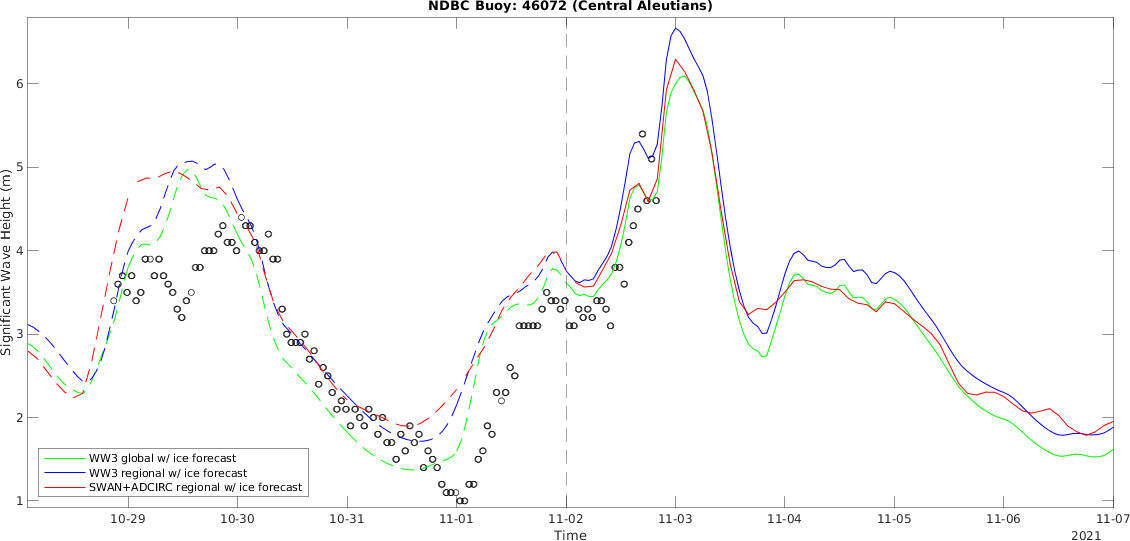 NDBC Buoy: 46072 (Central Aleutians)
Significant Wave Height (m)
6
5
4
3
2
1
WW3 global w/ ice forecast
WW3 regional w/ ice forecast
SWAN+ADCIRC regional w/ ice forecast
10-29 10-30 10-31 11-01 11-02 11-03 11-04 11-05 11-06 11-07
Time
2021